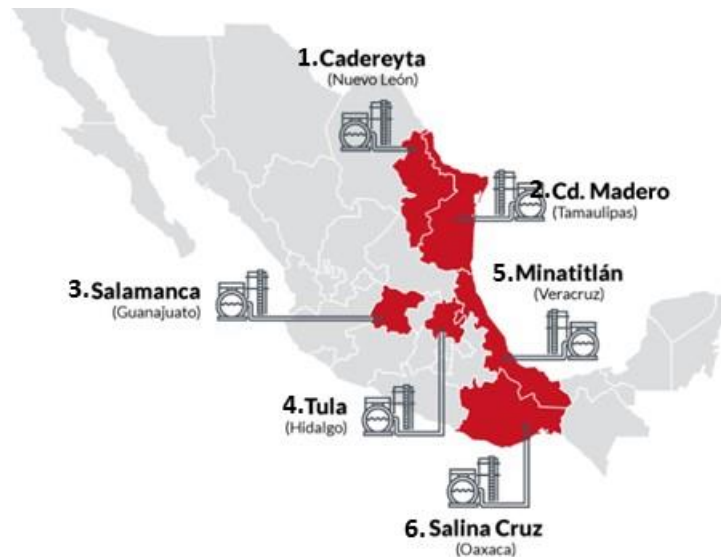 1.Cadereyta
(Nuevo León)
2.Cd. Madero
(Tamaulipas)
3.Salamanca
(Guanajuato)
5.Minatitlán
(Veracruz)
4.Tula
(Hidalgo)
6.Salina Cruz
(Oaxaca)